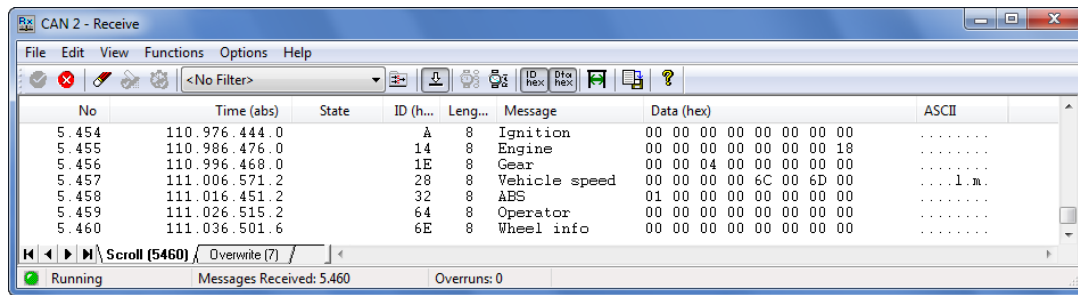 CAN 2 - Receive
File Edit View Functions Options Help
<No Filter> ID hex Dta hex ?
No Time (abs) State ID (h... Leng... Message Data (hex) ASCII
5.454 110.976.444.0 A 8 Ignition 00 00 00 00 00 00 00 00 ........
5.455 110.986.476.0 14 8 Engine 00 00 00 00 00 00 00 18 ........
5.456 110.996.468.0 1E 8 Gear 00 00 04 00 00 00 00 00 ........
5.457 111.006.571.2 28 8 Vehicle speed 00 00 00 00 6C 00 6D 00 ....l.m.
5.458 111.016.451.2 32 8 ABS 01 00 00 00 00 00 00 00 ........
5.459 111.026.515.2 64 8 Operator 00 00 00 00 00 00 00 00 ........
5.460 111.036.501.6 6E 8 Wheel info 00 00 00 00 00 00 00 00 ........
Scroll (5460) Overwrite (7)
Running Messages Received: 5.460 Overruns: 0